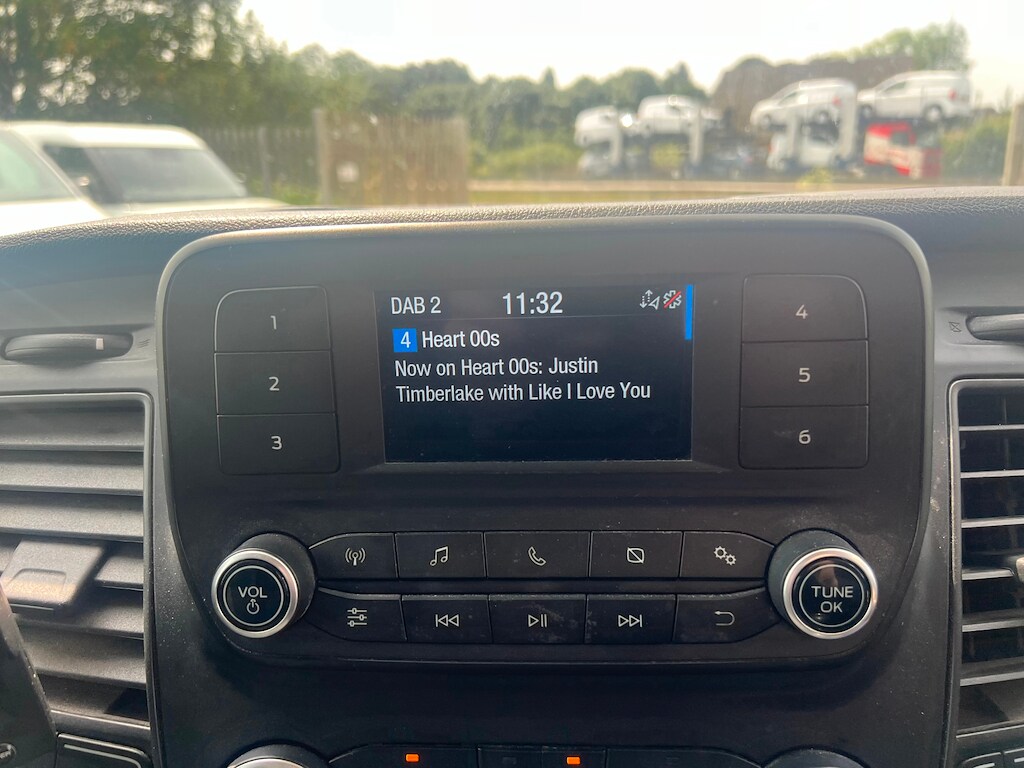 DAB 2 11:32
4 Heart 00s
Now on Heart 00s: Justin
Timberlake with Like I Love You
1
2
3
4
5
6
VOL
TUNE
OK